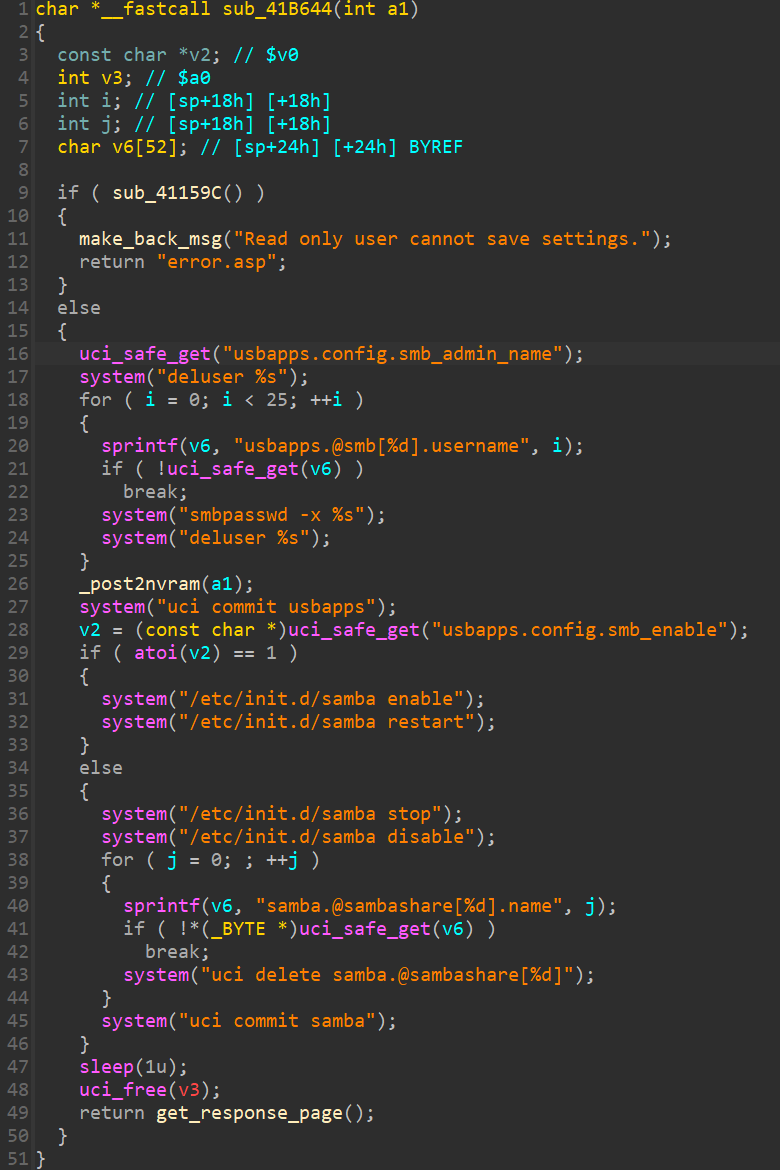 1 char *__fastcall sub_41B644(int a1)
2 {
3   const char *v2; // $v0
4   int v3; // $a0
5   int i; // [sp+18h] [+18h]
6   int j; // [sp+18h] [+18h]
7   char v6[52]; // [sp+24h] [+24h] BYREF
8
9   if ( sub_41159C() )
10   {
11     make_back_msg("Read only user cannot save settings.");
12     return "error.asp";
13   }
14   else
15   {
16     uci_safe_get("usbapps.config.smb_admin_name");
17     system("deluser %s");
18     for ( i = 0; i < 25; ++i )
19     {
20       sprintf(v6, "usbapps.@smb[%d].username", i);
21       if ( !uci_safe_get(v6) )
22         break;
23       system("smbpasswd -x %s");
24       system("deluser %s");
25     }
26     _post2nvram(a1);
27     system("uci commit usbapps");
28     v2 = (const char *)uci_safe_get("usbapps.config.smb_enable");
29     if ( atoi(v2) == 1 )
30     {
31       system("/etc/init.d/samba enable");
32       system("/etc/init.d/samba restart");
33     }
34     else
35     {
36       system("/etc/init.d/samba stop");
37       system("/etc/init.d/samba disable");
38       for ( j = 0; ; ++j )
39       {
40         sprintf(v6, "samba.@sambashare[%d].name", j);
41         if ( !*(_BYTE *)uci_safe_get(v6) )
42           break;
43         system("uci delete samba.@sambashare[%d]");
44       }
45       system("uci commit samba");
46     }
47     sleep(1u);
48     uci_free(v3);
49     return get_response_page();
50   }
51 }